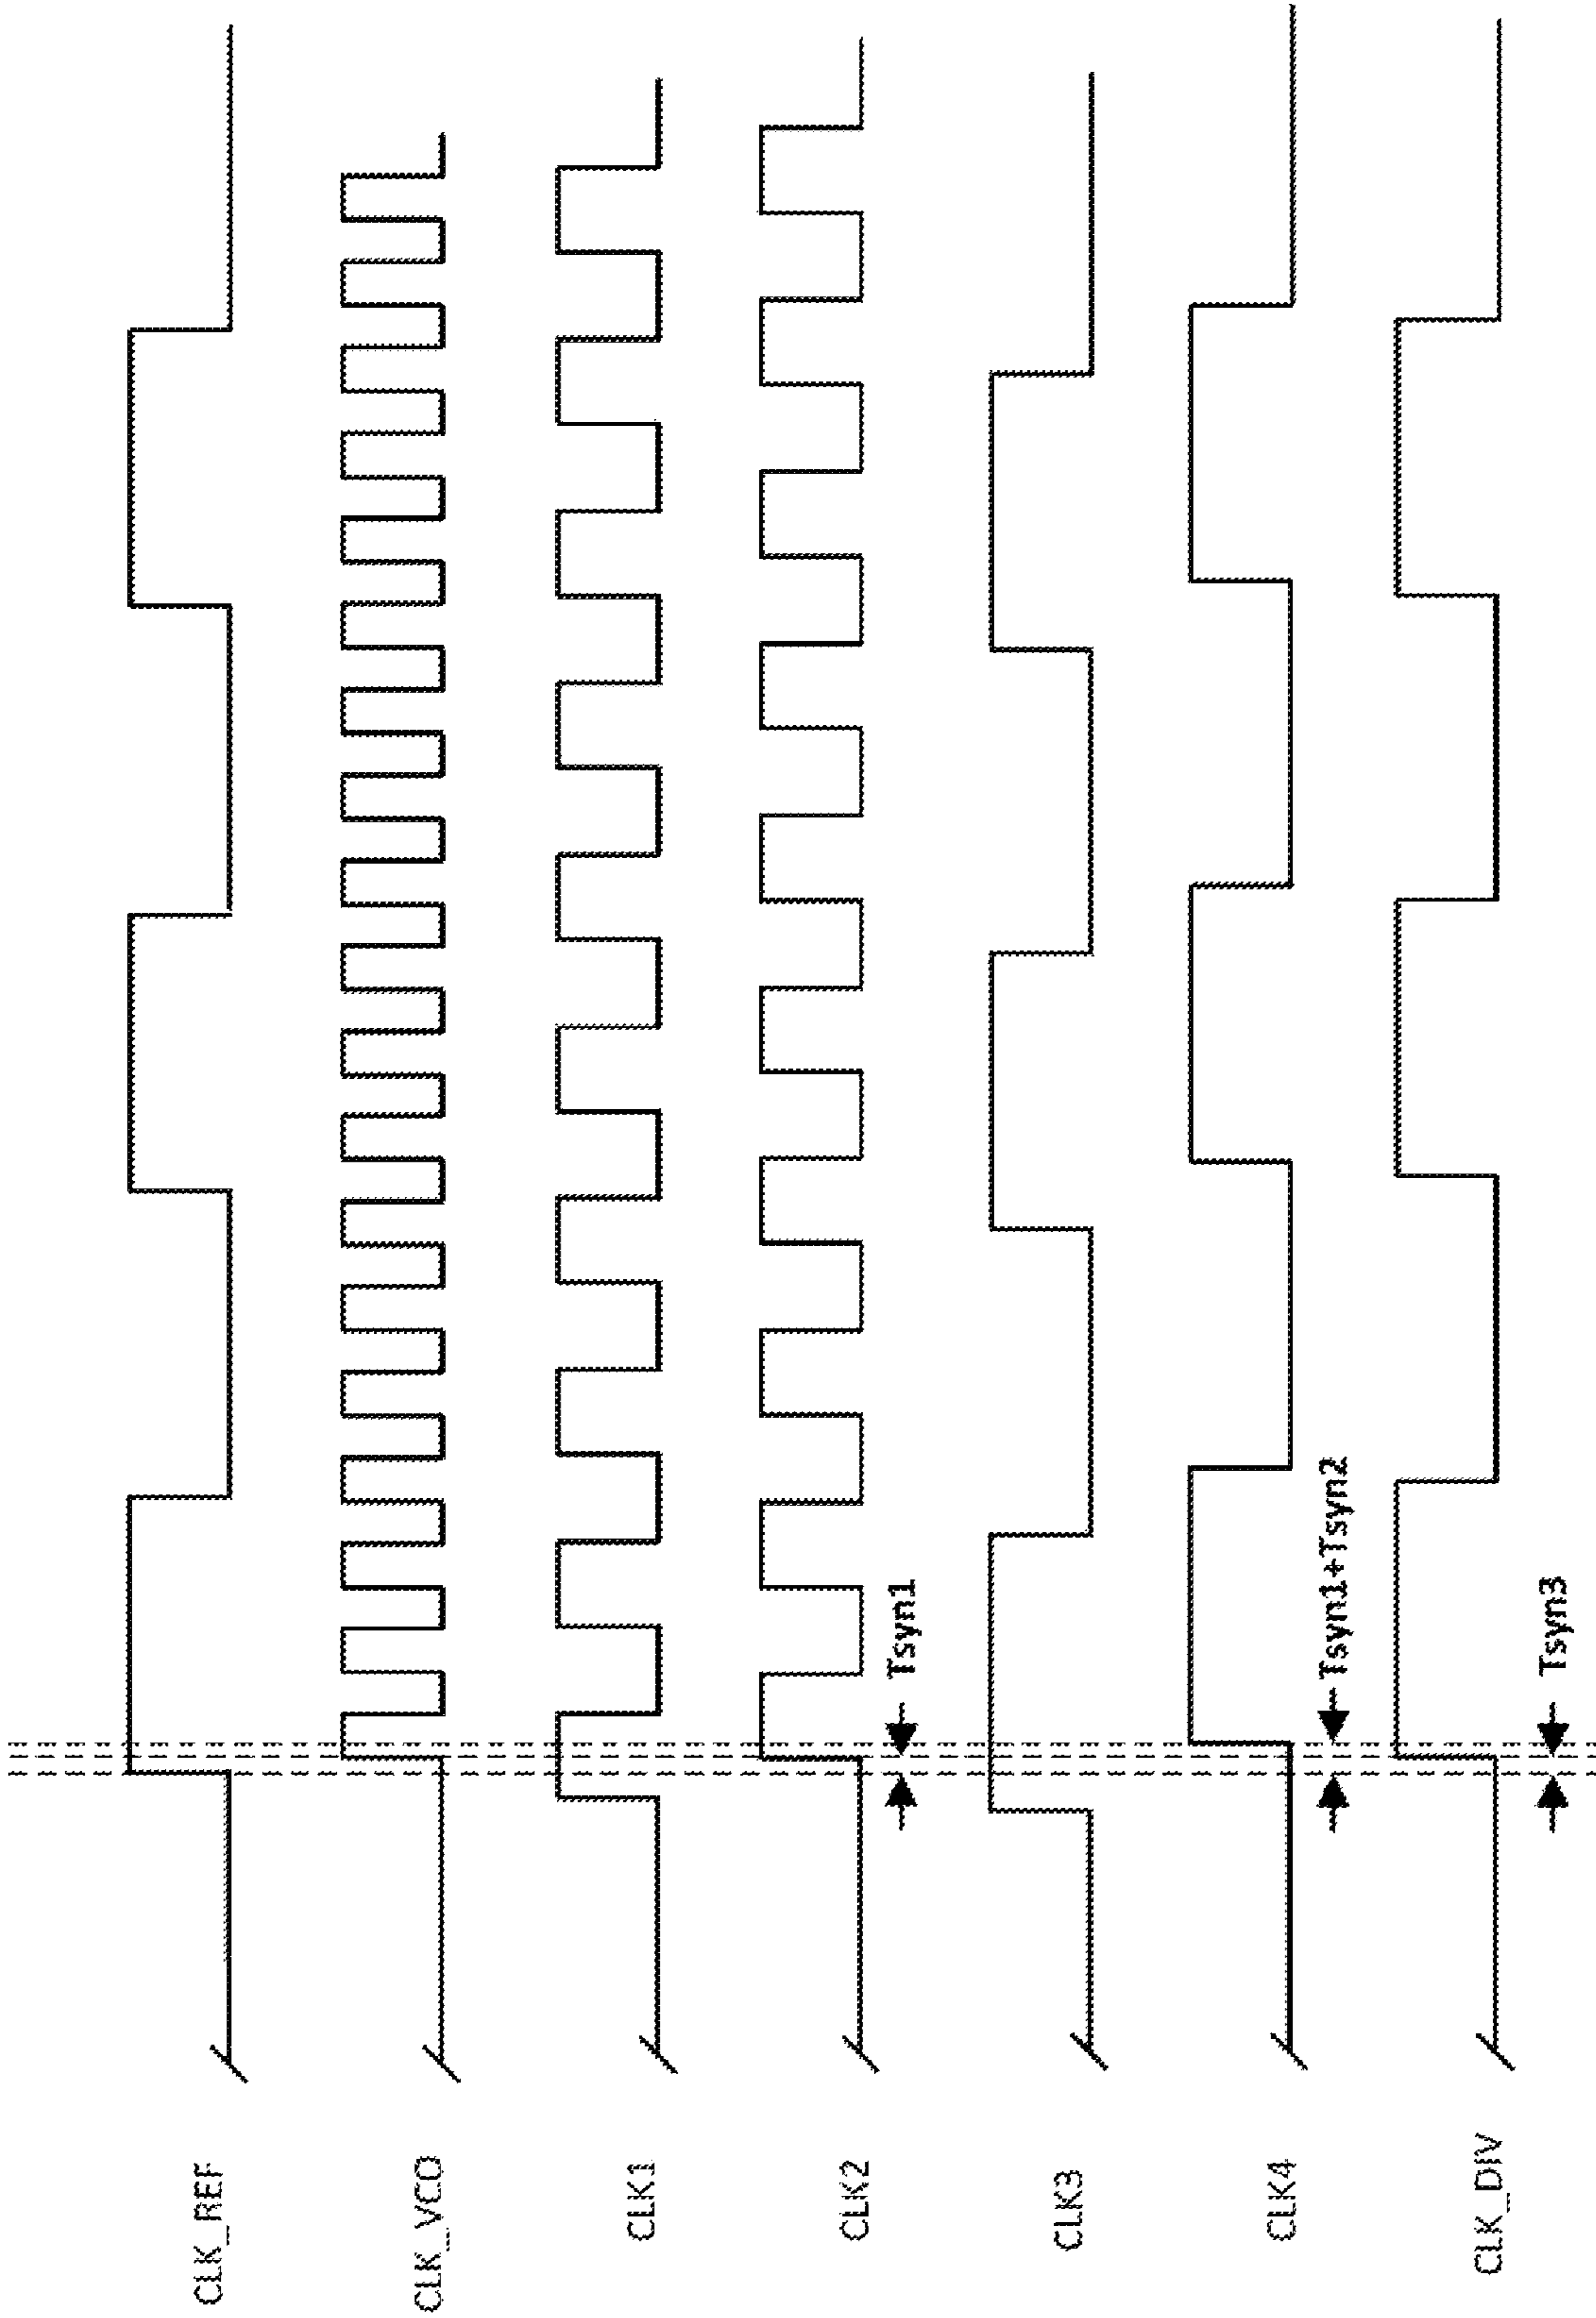 CLK_REF
CLK_VCO
CLK1
CLK2
Tsyn1
CLK3
CLK4
Tsyn1+Tsyn2
CLK_DIV
Tsyn3